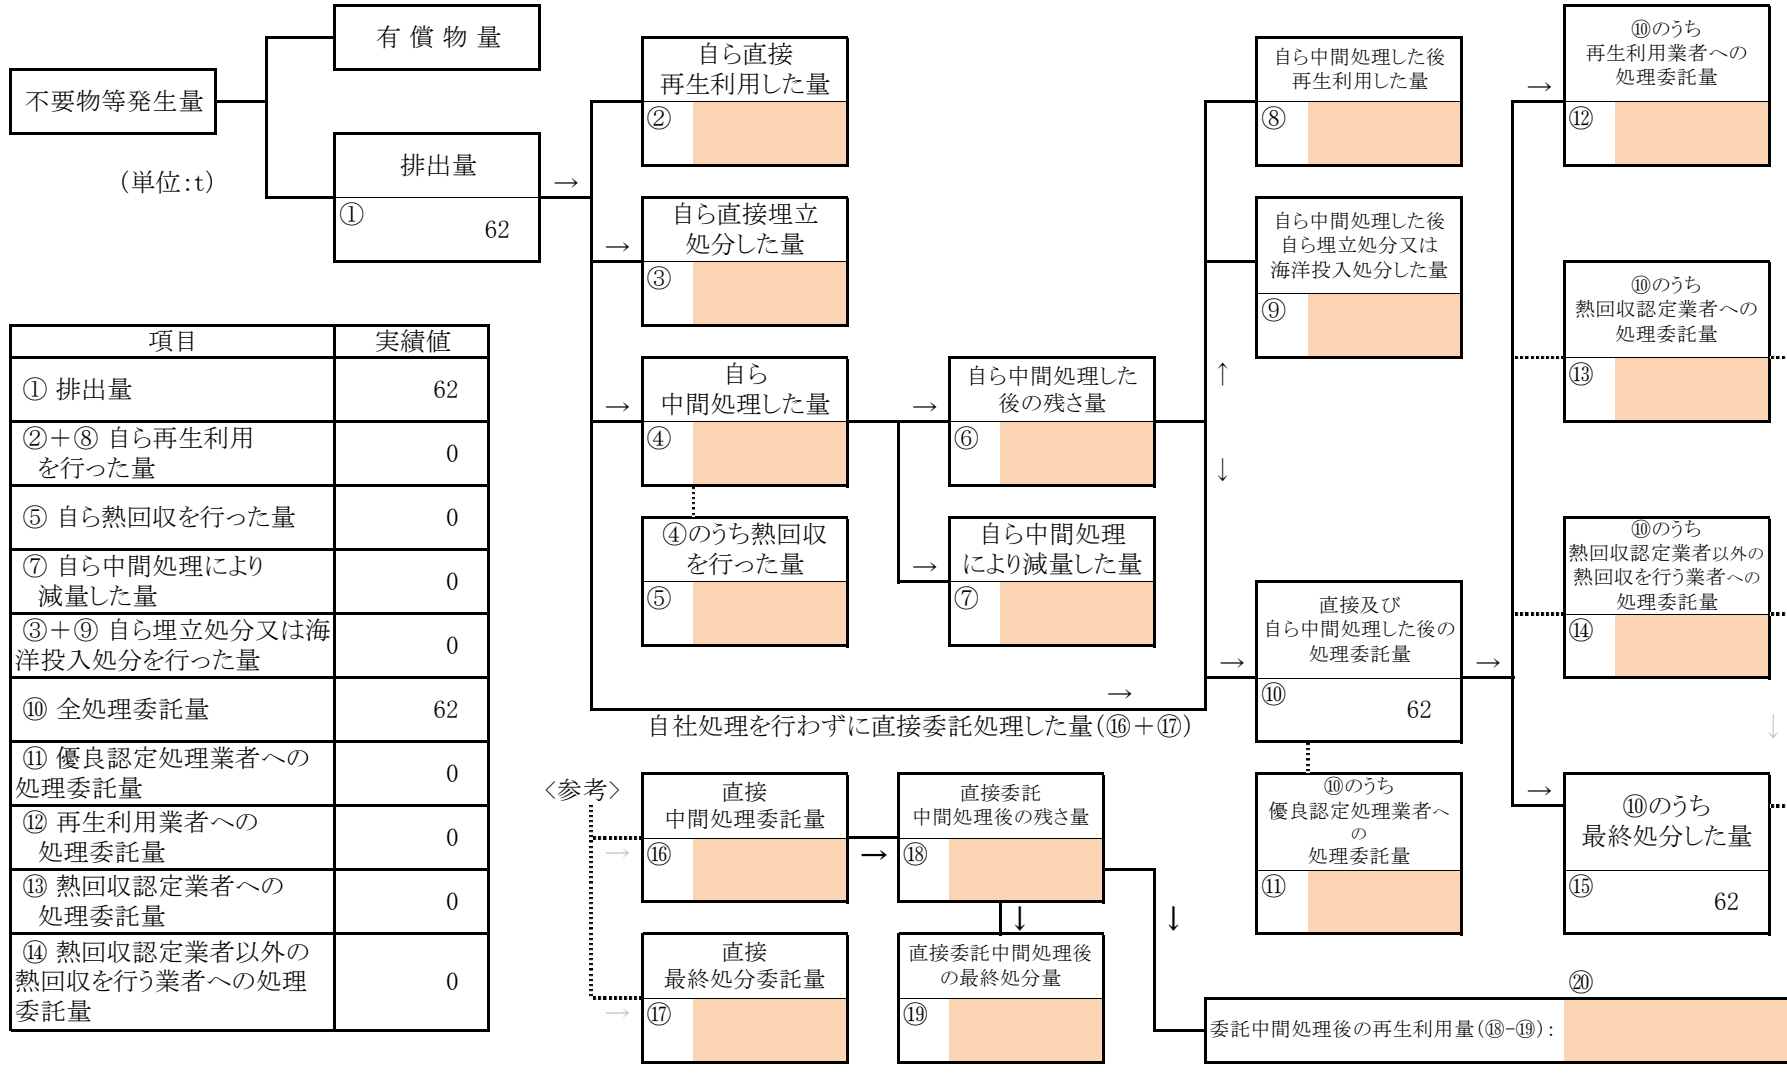 有 償 物 量
不要物等発生量
(単位:t)
排出量
①
62
→
自ら直接
再生利用した量
②
自ら直接埋立
処分した量
→
③
自ら
中間処理した量
→
④
④のうち熱回収
を行った量
⑤
→
自ら中間処理した
後の残さ量
⑥
自ら中間処理
により減量した量
→
⑦
自ら中間処理した後
再生利用した量
⑧
自ら中間処理した後
自ら埋立処分又は
海洋投入処分した量
⑨
↑
↓
直接及び
自ら中間処理した後の
処理委託量
→
⑩
62
→
→
自社処理を行わずに直接委託処理した量(⑯+⑰)
⑩のうち
優良認定処理業者へ
の
処理委託量
⑪
⑩のうち
再生利用業者への
処理委託量
→
⑫
⑩のうち
熱回収認定業者への
処理委託量
⑬
⑩のうち
熱回収認定業者以外の
熱回収を行う業者への
処理委託量
⑭
↓
→
⑩のうち
最終処分した量
⑮
62
項目 実績値
① 排出量 62
②+⑧ 自ら再生利用
を行った量 0
⑤ 自ら熱回収を行った量 0
⑦ 自ら中間処理により
減量した量 0
③+⑨ 自ら埋立処分又は海
洋投入処分を行った量 0
⑩ 全処理委託量 62
⑪ 優良認定処理業者への
処理委託量 0
⑫ 再生利用業者への
処理委託量 0
⑬ 熱回収認定業者への
処理委託量 0
⑭ 熱回収認定業者以外の
熱回収を行う業者への処理
委託量 0
<参考>
→
直接
中間処理委託量
⑯
→
直接委託
中間処理後の残さ量
⑱
↓
↓
→
直接
最終処分委託量
⑰
直接委託中間処理後
の最終処分量
⑲
⑳
委託中間処理後の再生利用量(⑱-⑲):